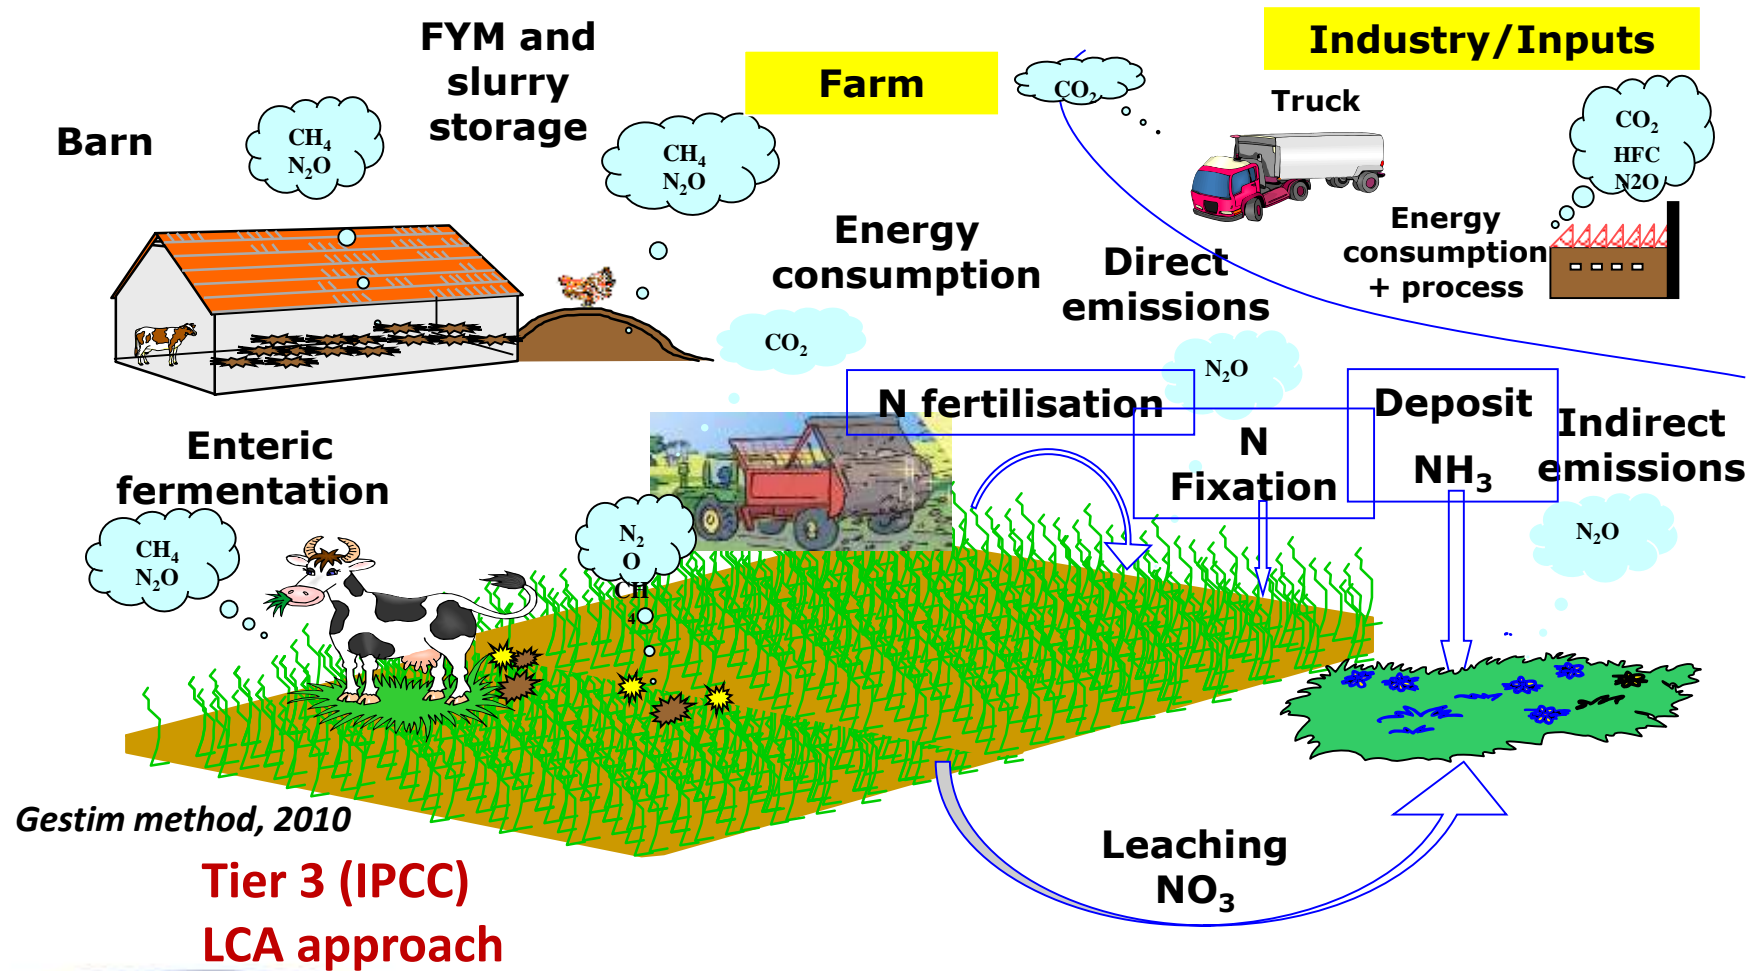 FYM and
slurry
storage
Farm
Industry/Inputs
Barn
CH₄
N₂O
CH₄
N₂O
CO₂
Truck
CO₂
HFC
N2O
Energy
consumption
Direct
emissions
Energy
consumption
+ process
CO₂
N₂O
N fertilisation
N
Fixation
Deposit
NH₃
Indirect
emissions
N₂O
Enteric
fermentation
CH₄
N₂O
N₂
O
CH
4
Gestim method, 2010
Tier 3 (IPCC)
LCA approach
Leaching
NO₃